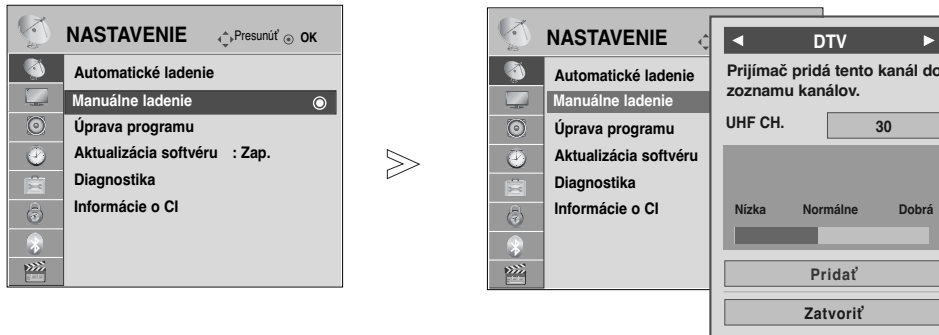 NASTAVENIE
Presunúť OK
Automatické ladenie
Manuálne ladenie
Úprava programu
Aktualizácia softvéru : Zap.
Diagnostika
Informácie o CI
NASTAVENIE
Automatické ladenie
Manuálne ladenie
Úprava programu
Aktualizácia softvéru
Diagnostika
Informácie o CI
DTV
Prijímač pridá tento kanál do
zoznamu kanálov.
UHF CH. 30
Nízka Normálne Dobrá
Pridať
Zatvoriť